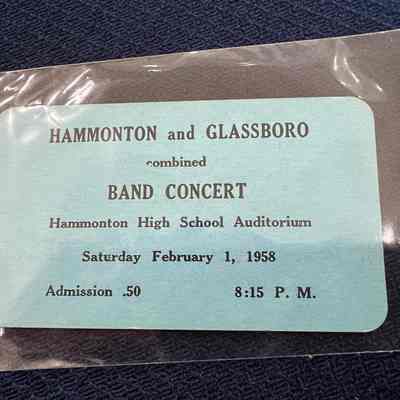 HAMMONTON and GLASSBORO
combined
BAND CONCERT
Hammonton High School Auditorium
Saturday February 1, 1958
Admission .50 8:15 P. M.